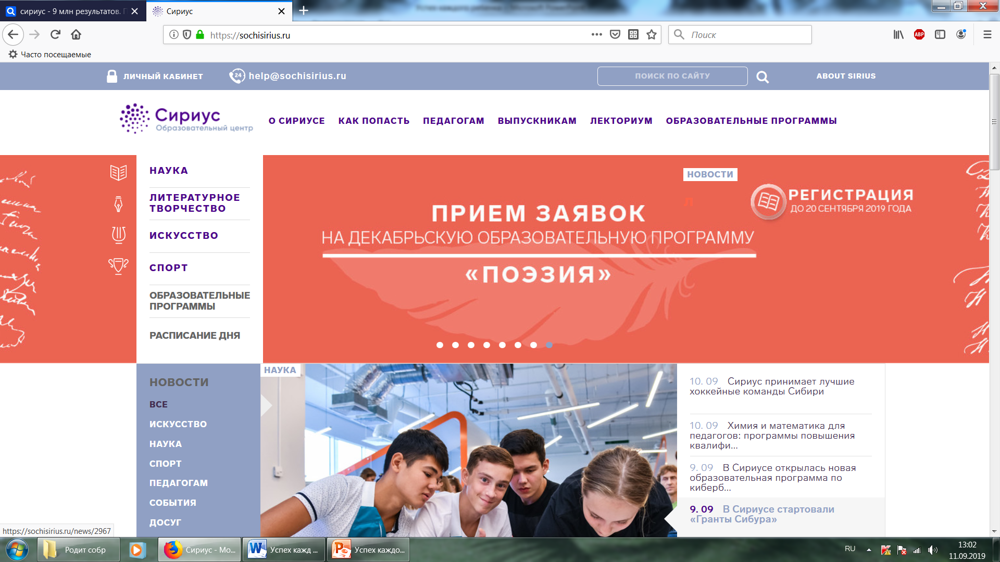 сириус - 9 млн результатов.
Сириус
https://sochisirius.ru
Поиск
ABP
Часто посещаемые
ЛИЧНЫЙ КАБИНЕТ
24
help@sochisirius.ru
ПОИСК ПО САЙТУ
ABOUT SIRIUS
Сириус
Образовательный центр
О СИРИУСЕ
КАК ПОПАСТЬ
ПЕДАГОГАМ
ВЫПУСКНИКАМ
ЛЕКТОРИУМ
ОБРАЗОВАТЕЛЬНЫЕ ПРОГРАММЫ
НАУКА
ЛИТЕРАТУРНОЕ
ТВОРЧЕСТВО
ИСКУССТВО
СПОРТ
ОБРАЗОВАТЕЛЬНЫЕ
ПРОГРАММЫ
РАСПИСАНИЕ ДНЯ
НОВОСТИ
Л
РЕГИСТРАЦИЯ
ДО 20 СЕНТЯБРЯ 2019 ГОДА
ПРИЕМ ЗАЯВОК
НА ДЕКАБРЬСКУЮ ОБРАЗОВАТЕЛЬНУЮ ПРОГРАММУ
«ПОЭЗИЯ»
НОВОСТИ
ВСЕ
ИСКУССТВО
НАУКА
СПОРТ
ПЕДАГОГАМ
СОБЫТИЯ
ДОСУГ
НАУКА
10. 09 Сириус принимает лучшие
хоккейные команды Сибири
10. 09 Химия и математика для
педагогов: программы повышения
квалифи...
9. 09 В Сириусе открылась новая
образовательная программа по
киберб...
9. 09 В Сириусе стартовали
«Гранты Сибура»
https://sochisirius.ru/news/2967
Родит собр
Сириус - Mo...
Успех кажд ...
Успех каждо...
RU
13:02
11.09.2019